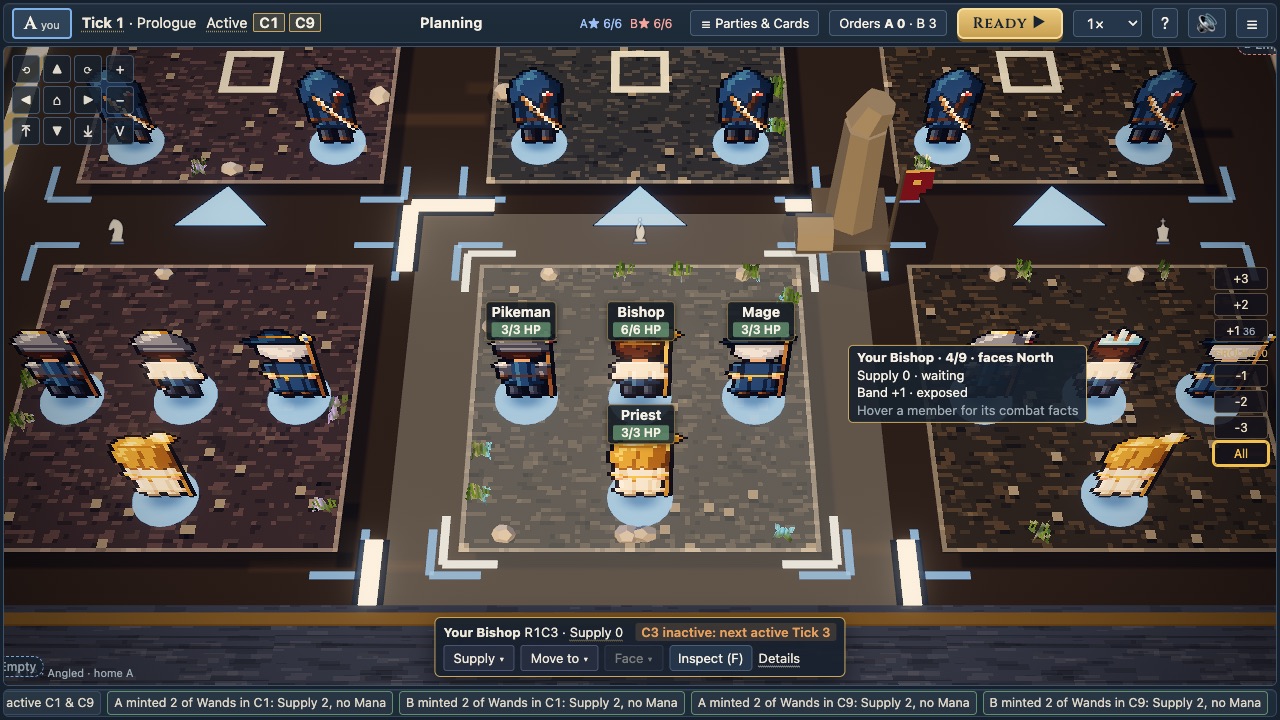 A you
Tick 1 · Prologue Active C1 C9
Planning
A★ 6/6 B★ 6/6
≡ Parties & Cards
Orders A 0 · B 3
READY ▶
1×
?
≡
V
Pikeman
3/3 HP
Bishop
6/6 HP
Mage
3/3 HP
Priest
3/3 HP
Your Bishop · 4/9 · faces North
Supply 0 · waiting
Band +1 · exposed
Hover a member for its combat facts
+3
+2
+1 36
−1
−2
−3
All
Your Bishop R1C3 · Supply 0 C3 inactive: next active Tick 3
Supply ▾ Move to ▾ Face ▾ Inspect (F) Details
Empty
Angled · home A
active C1 & C9
A minted 2 of Wands in C1: Supply 2, no Mana
B minted 2 of Wands in C1: Supply 2, no Mana
A minted 2 of Wands in C9: Supply 2, no Mana
B minted 2 of Wands in C9: Supply 2, no Mana